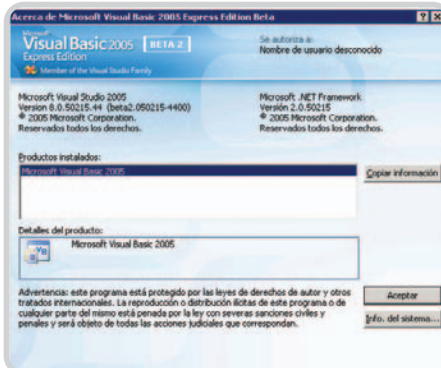 Acerca de Microsoft Visual Basic 2005 Express Edition Beta
Microsoft
Visual Basic 2005 BETA 2
Express Edition
Member of the Visual Studio Family
Se autoriza a:
Nombre de usuario desconocido
Microsoft Visual Studio 2005
Version 8.0.50215.44 (beta2.050215-4400)
© 2005 Microsoft Corporation.
Reservados todos los derechos.
Microsoft .NET Framework
Versión 2.0.50215
© 2005 Microsoft Corporation.
Reservados todos los derechos.
Productos instalados:
Microsoft Visual Basic 2005
Copiar información
Detalles del producto:
Microsoft Visual Basic 2005
Advertencia: este programa está protegido por las leyes de derechos de autor y otros
tratados internacionales. La reproducción o distribución ilícitas de este programa o de
cualquier parte del mismo está penada por la ley con severas sanciones civiles y
penales y será objeto de todas las acciones judiciales que correspondan.
Aceptar
Info. del sistema...